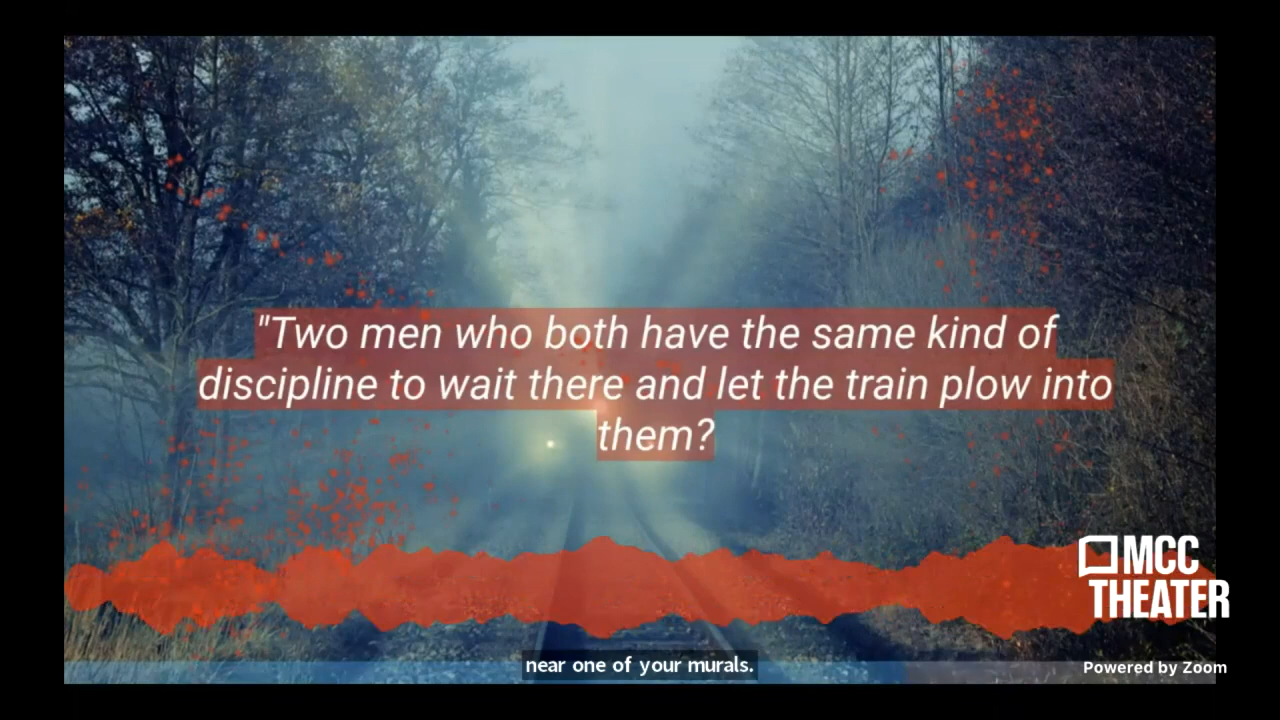 "Two men who both have the same kind of
discipline to wait there and let the train plow into
them?
MCC
THEATER
near one of your murals.
Powered by Zoom